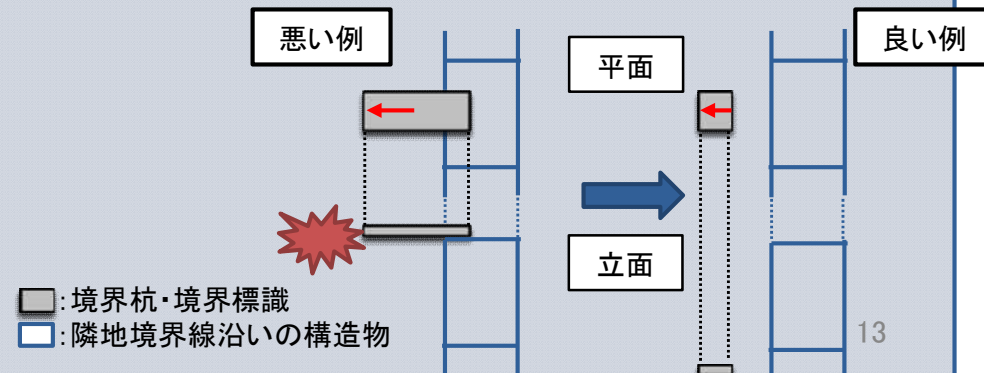 悪い例
良い例
平面
立面
:境界杭・境界標識
:隣地境界線沿いの構造物
13